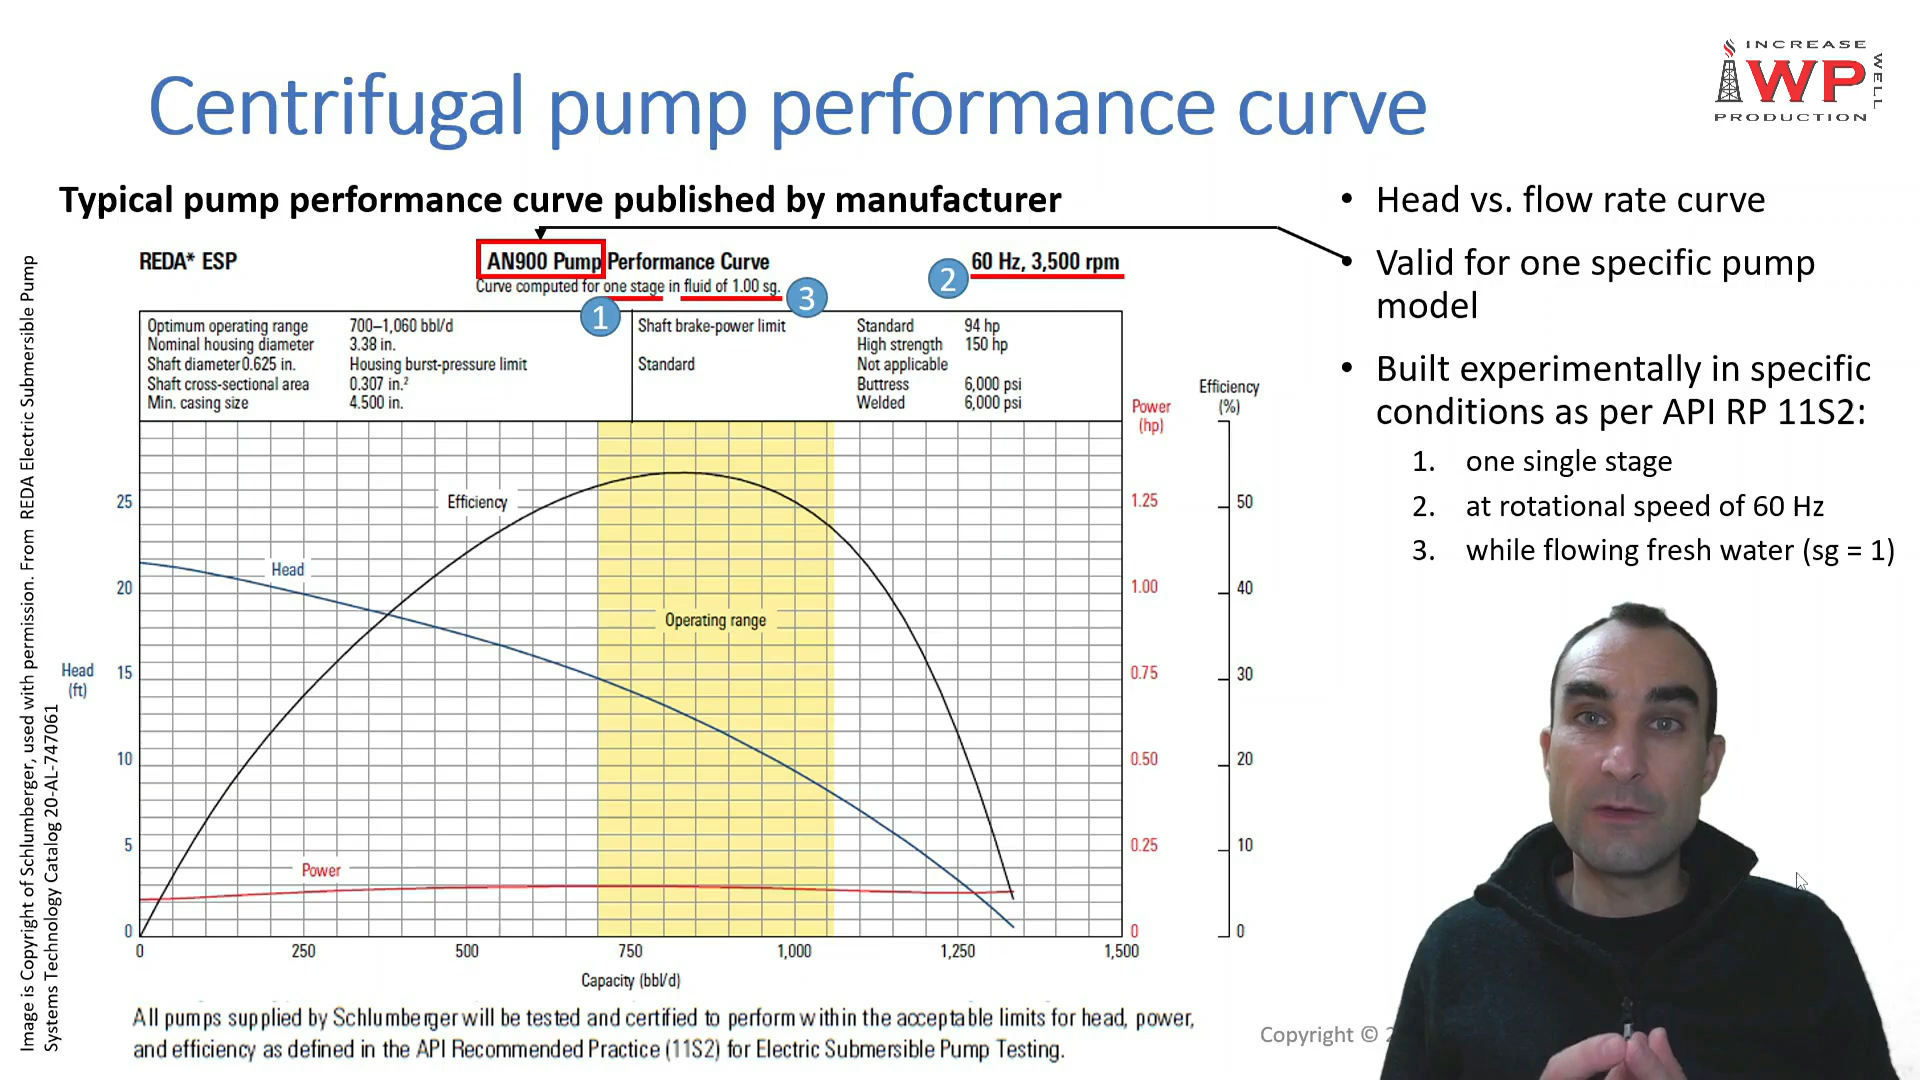 Centrifugal pump performance curve
INCREASE
WELL
WP
PRODUCTION
Typical pump performance curve published by manufacturer
REDA* ESP
AN900 Pump Performance Curve
60 Hz, 3,500 rpm
Curve computed for one stage in fluid of 1.00 sg.
1
2
3
Optimum operating range 700–1,060 bbl/d Shaft brake-power limit Standard 94 hp
Nominal housing diameter 3.38 in. High strength 150 hp
Shaft diameter 0.625 in. Housing burst-pressure limit Standard Not applicable
Shaft cross-sectional area 0.307 in.² Buttress 6,000 psi
Min. casing size 4.500 in. Welded 6,000 psi
Power
(hp)
Efficiency
(%)
Head
(ft)
25
20
15
10
5
0
1.25
1.00
0.75
0.50
0.25
0
50
40
30
20
10
0
Efficiency
Head
Operating range
Power
0 250 500 750 1,000 1,250 1,500
Capacity (bbl/d)
All pumps supplied by Schlumberger will be tested and certified to perform within the acceptable limits for head, power,
and efficiency as defined in the API Recommended Practice (11S2) for Electric Submersible Pump Testing.
Image is Copyright of Schlumberger, used with permission. From REDA Electric Submersible Pump
Systems Technology Catalog 20-AL-747061
• Head vs. flow rate curve
• Valid for one specific pump
model
• Built experimentally in specific
conditions as per API RP 11S2:
1. one single stage
2. at rotational speed of 60 Hz
3. while flowing fresh water (sg = 1)
Copyright ©